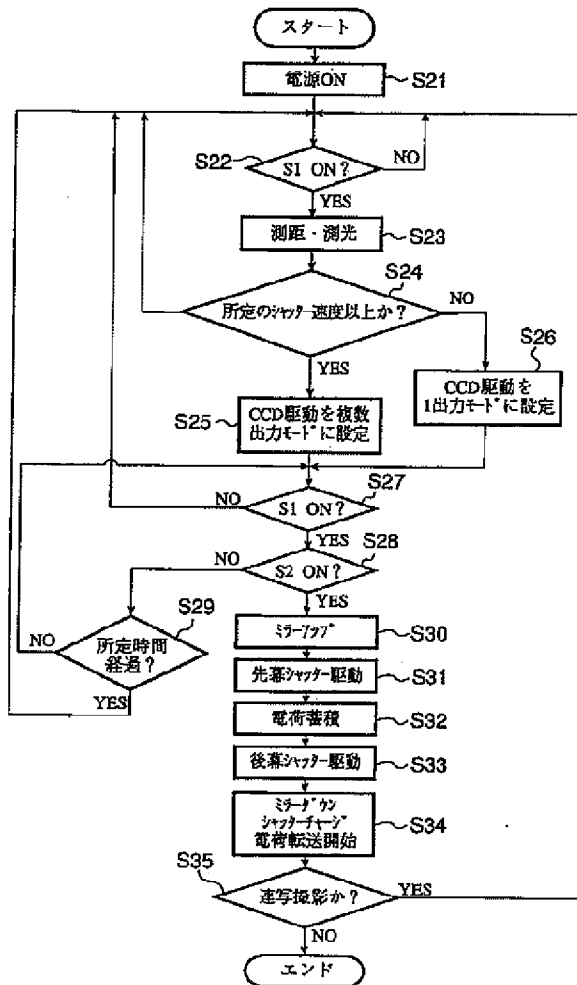 スタート
電源ON
S21
S22
S1 ON?
NO
YES
測距・測光
S23
S24
所定のシャッター速度以上か?
NO
YES
S26
CCD駆動を
1出力モードに設定
S25
CCD駆動を複数
出力モードに設定
S27
NO
S1 ON?
YES
S28
NO
S2 ON?
YES
S29
NO
所定時間
経過?
YES
ミラーアップ
S30
先幕シャッター駆動
S31
電荷蓄積
S32
後幕シャッター駆動
S33
ミラーダウン
シャッターチャージ
電荷転送開始
S34
S35
連写撮影か?
YES
NO
エンド